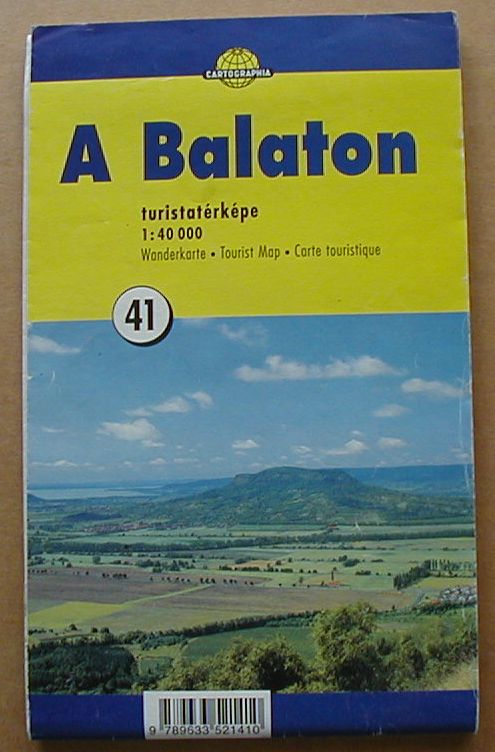 CARTOGRAPHIA
A Balaton
turistatérképe
1:40 000
Wanderkarte • Tourist Map • Carte touristique
41
9 789633 521410